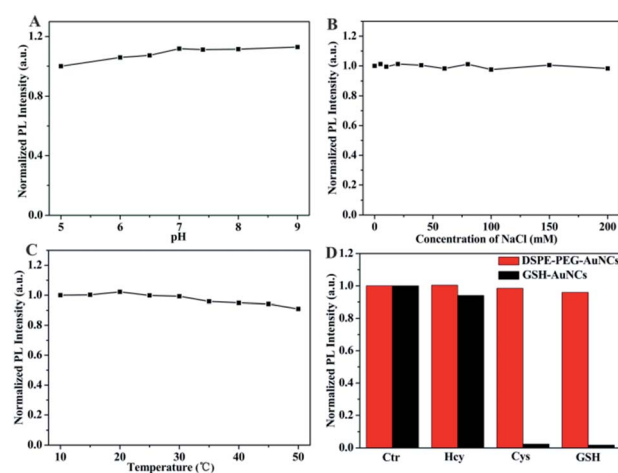 A
Normalized PL Intensity (a.u.)
1.2
0.8
0.4
0.0
5
6
7
8
9
pH
B
Normalized PL Intensity (a.u.)
1.2
1.0
0.8
0.6
0.4
0.2
0.0
0
50
100
150
200
Concentration of NaCl (mM)
C
Normalized PL Intensity (a.u.)
1.2
1.0
0.8
0.6
0.4
0.2
0.0
10
20
30
40
50
Temperature (℃)
D
Normalized PL Intensity (a.u.)
1.2
1.0
0.8
0.6
0.4
0.2
0.0
DSPE-PEG-AuNCs
GSH-AuNCs
Ctr
Hcy
Cys
GSH